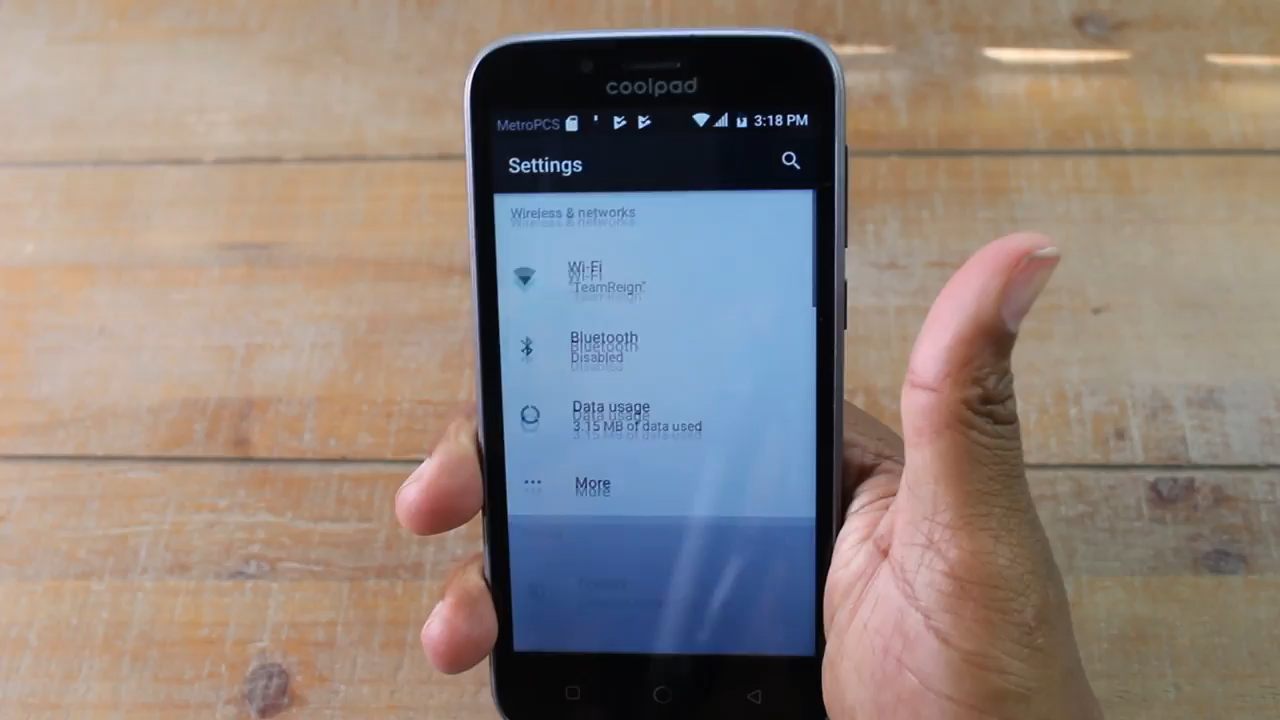 coolpad
MetroPCS 3:18 PM
Settings
Wireless & networks
Wi-Fi
"TeamReign"
Bluetooth
Disabled
Data usage
3.15 MB of data used
More